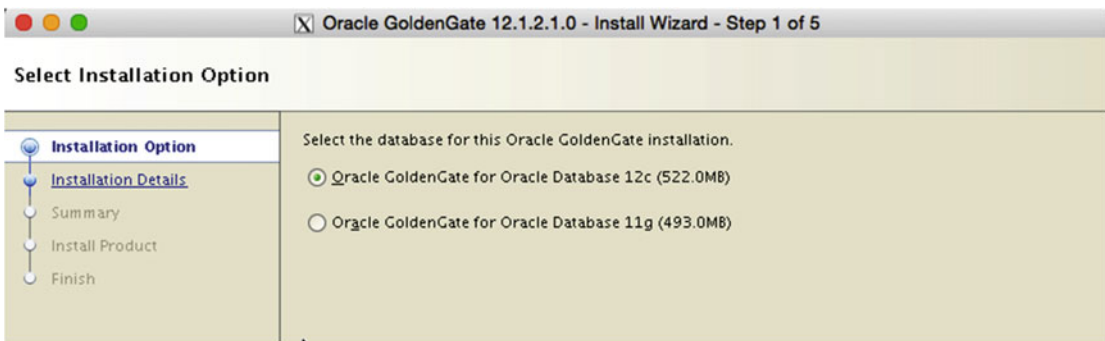 Oracle GoldenGate 12.1.2.1.0 - Install Wizard - Step 1 of 5
Select Installation Option
Installation Option
Installation Details
Summary
Install Product
Finish
Select the database for this Oracle GoldenGate installation.
Oracle GoldenGate for Oracle Database 12c (522.0MB)
Oracle GoldenGate for Oracle Database 11g (493.0MB)